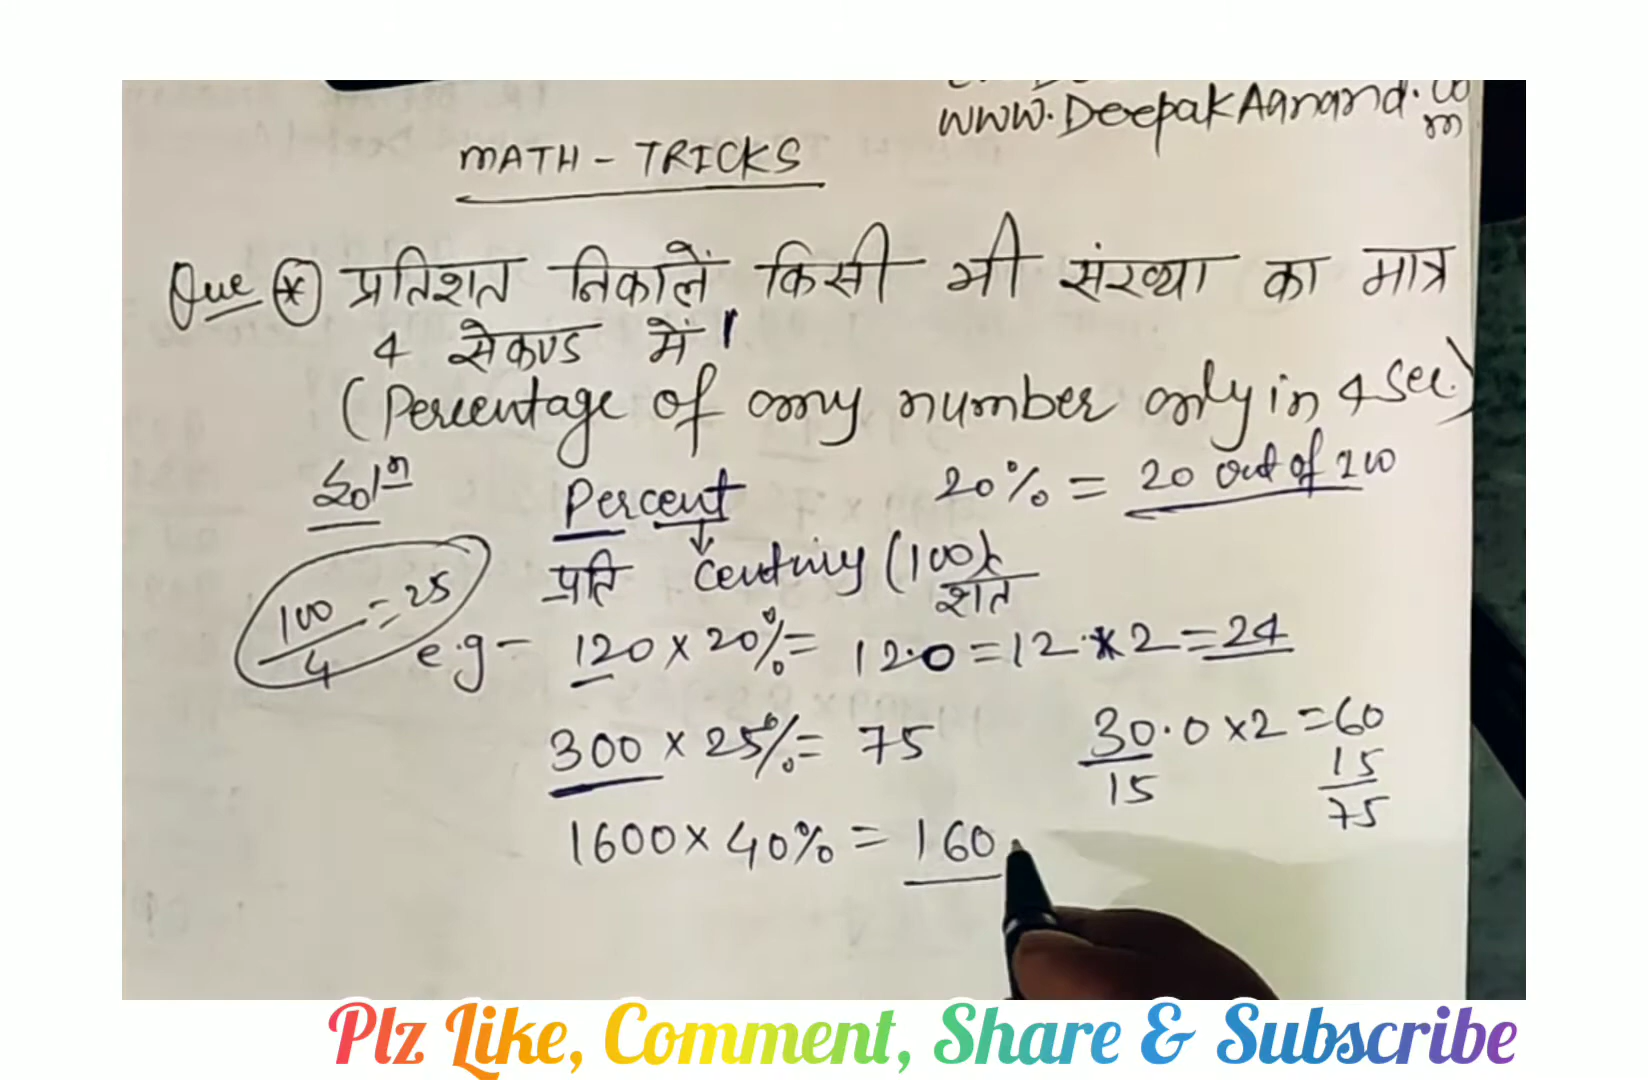 www.DeepakAanand.com
MATH - TRICKS
Que * प्रतिशत निकालें किसी भी संख्या का मात्र
4 सेकण्ड में।
(Percentage of any number only in 4 Sec.)
Solⁿ
Percent
20% = 20 out of 100
प्रति century (100)
शत
100/4 = 25
e.g - 120 x 20% = 12.0 = 12 x 2 = 24
300 x 25% = 75
30.0 x 2 = 60
15 15
75
1600 x 40% = 160
Plz Like, Comment, Share & Subscribe